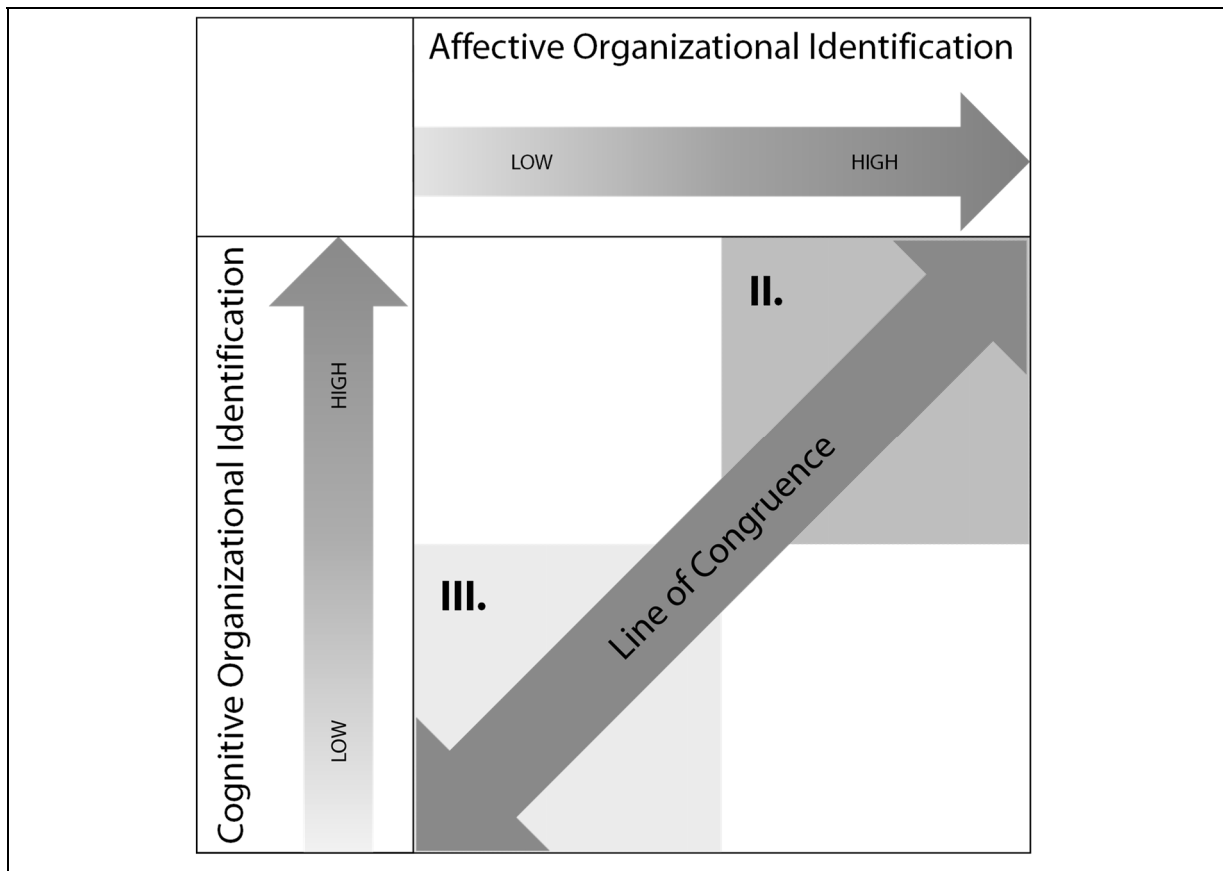 Affective Organizational Identification
LOW
HIGH
Cognitive Organizational Identification
HIGH
LOW
II.
III.
Line of Congruence